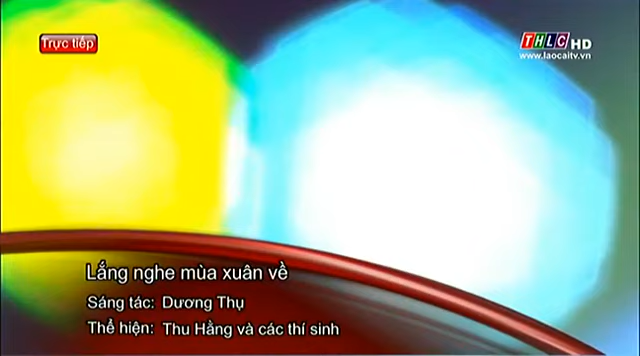 Trực tiếp
THLC HD
www.laocaitv.vn
Lắng nghe mùa xuân về
Sáng tác: Dương Thụ
Thể hiện: Thu Hằng và các thí sinh